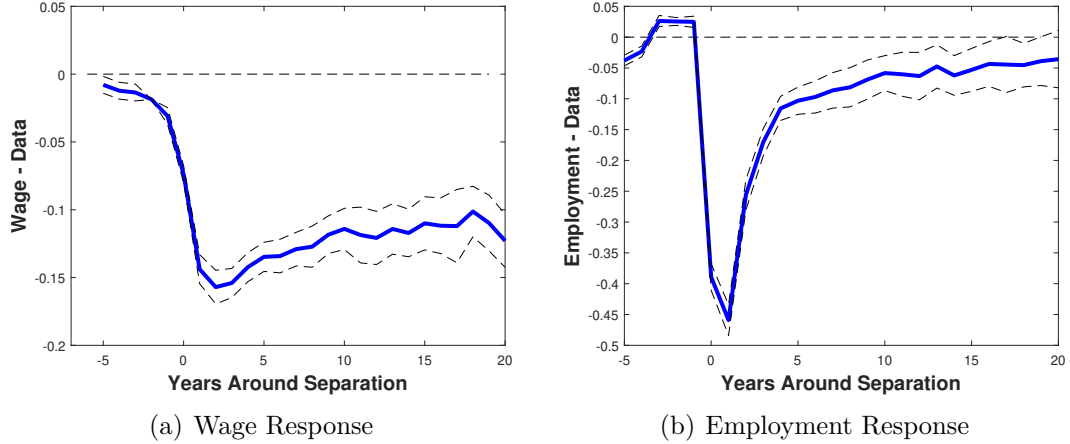 0.05
0
-0.05
-0.1
-0.15
-0.2
Wage - Data
-5 0 5 10 15 20
Years Around Separation
(a) Wage Response
0.05
0
-0.05
-0.1
-0.15
-0.2
-0.25
-0.3
-0.35
-0.4
-0.45
-0.5
Employment - Data
-5 0 5 10 15 20
Years Around Separation
(b) Employment Response